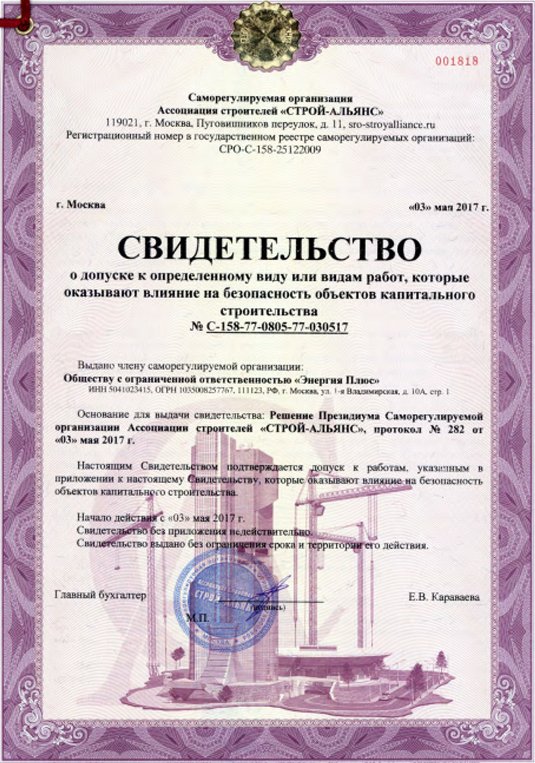 001818
Саморегулируемая организация
Ассоциация строителей «СТРОЙ-АЛЬЯНС»
119021, г. Москва, Пуговишников переулок, д. 11, sro-stroyalliance.ru
Регистрационный номер в государственном реестре саморегулируемых организаций:
СРО-С-158-25122009
г. Москва «03» мая 2017 г.
СВИДЕТЕЛЬСТВО
о допуске к определенному виду или видам работ, которые
оказывают влияние на безопасность объектов капитального
строительства
№ С-158-77-0805-77-030517
Выдано члену саморегулируемой организации:
Обществу с ограниченной ответственностью «Энергия Плюс»
ИНН 5041023415, ОГРН 1035008257767, 111123, РФ, г. Москва, ул. 1-я Владимирская, д. 10А, стр. 1
Основание для выдачи свидетельства: Решение Президиума Саморегулируемой
организации Ассоциации строителей «СТРОЙ-АЛЬЯНС», протокол № 282 от
«03» мая 2017 г.
Настоящим Свидетельством подтверждается допуск к работам, указанным в
приложении к настоящему Свидетельству, которые оказывают влияние на безопасность
объектов капитального строительства.
Начало действия с «03» мая 2017 г.
Свидетельство без приложения недействительно.
Свидетельство выдано без ограничения срока и территории его действия.
Главный бухгалтер Е.В. Караваева
(подпись)
М.П.
СТРОЙ-АЛЬЯНС
МОСКВА